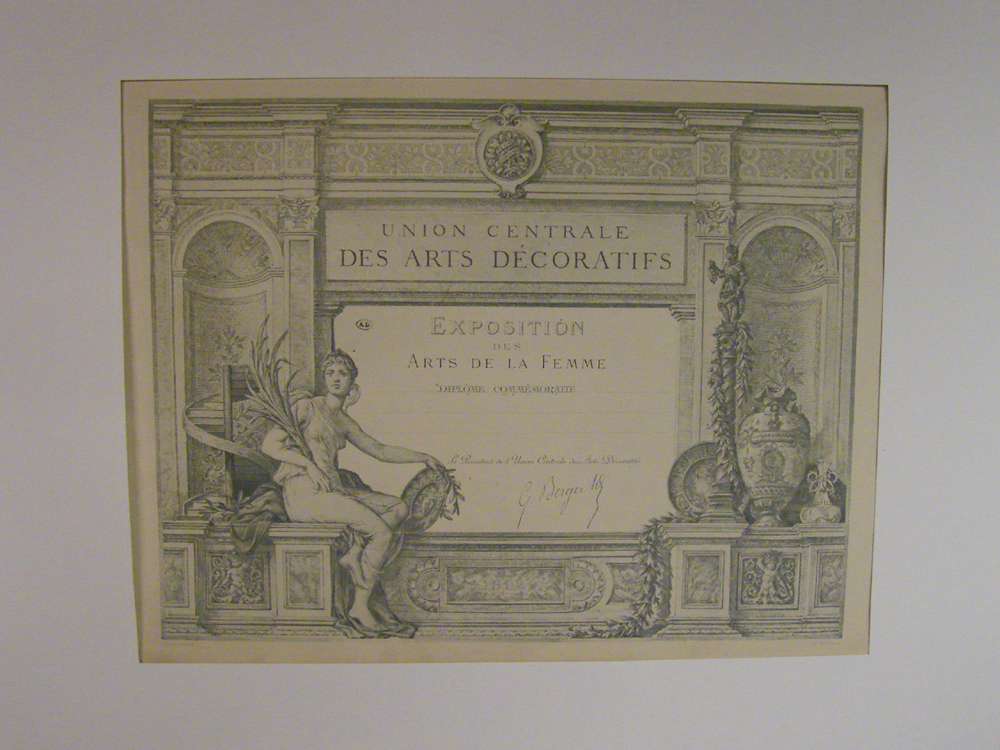 UNION CENTRALE
DES ARTS DÉCORATIFS
A.D.
EXPOSITION
DES
ARTS DE LA FEMME
DIPLÔME COMMÉMORATIF
Le Président de l'Union Centrale des Arts Décoratifs
G. Berger